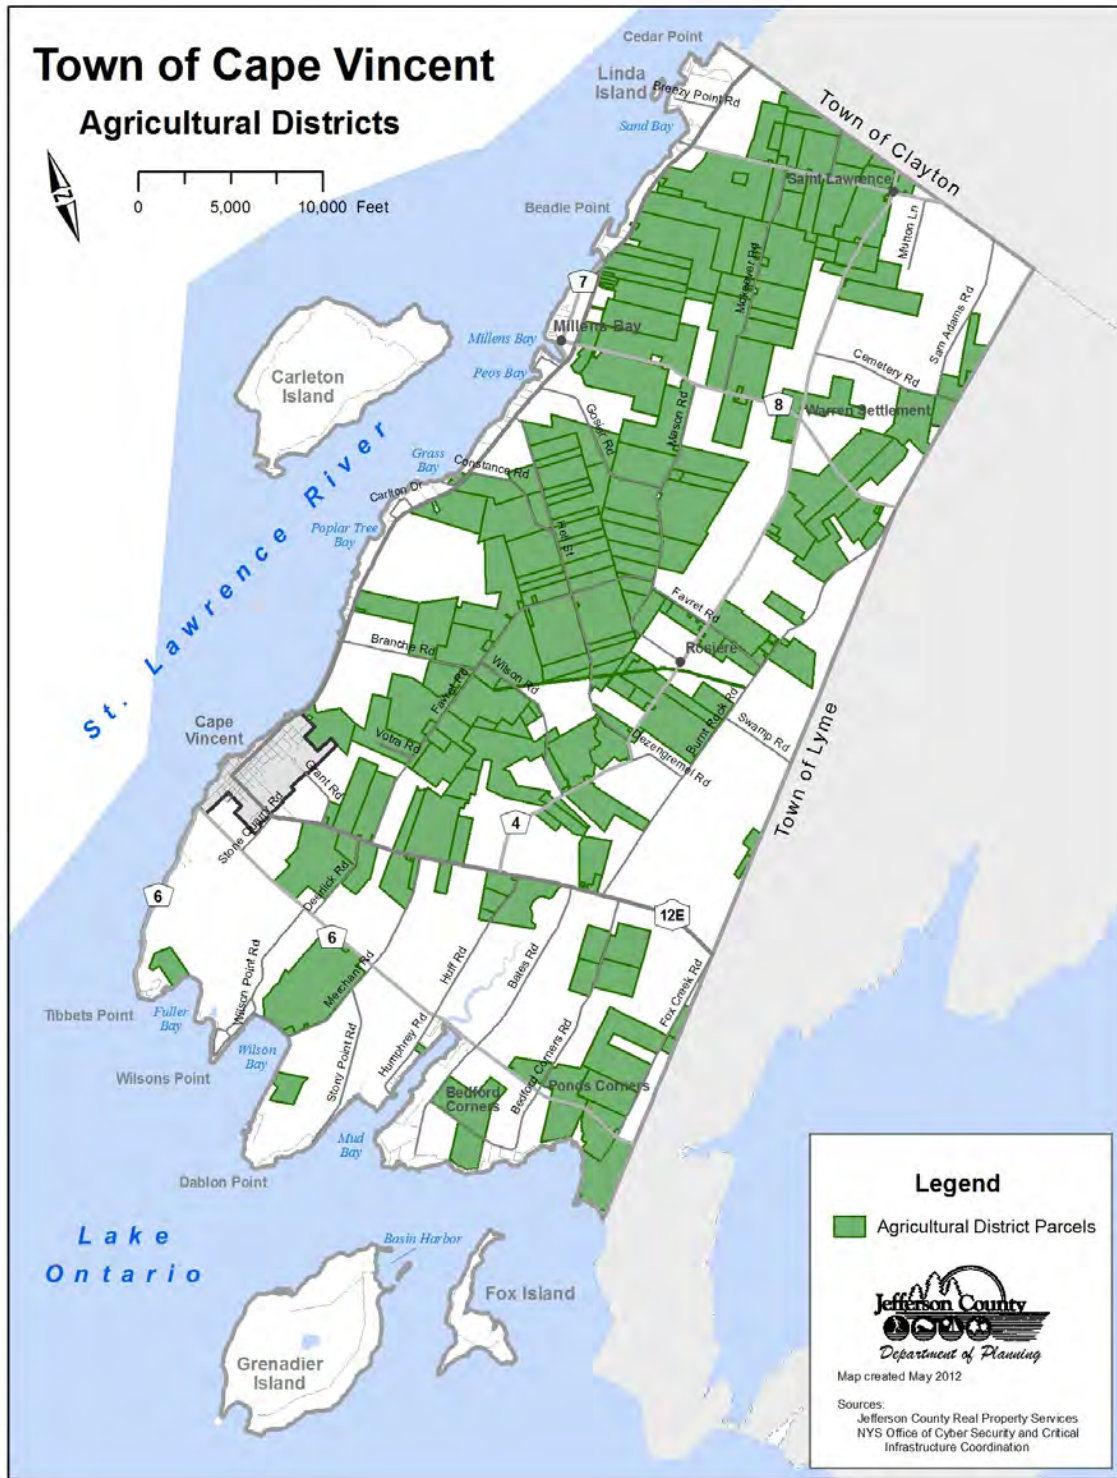 Town of Cape Vincent
Agricultural Districts
N
0 5,000 10,000 Feet
Cedar Point
Linda
Island
Breezy Point Rd
Sand Bay
Town of Clayton
Saint Lawrence
Beadle Point
Mutton Ln
Sam Adams Rd
7
Millens Bay
Millens Bay
Peos Bay
Carleton
Island
Cemetery Rd
8
Warren Settlement
Mason Rd
Gosier Rd
Grass
Bay
Constance Rd
Carlton Dr
Poplar Tree
Bay
Bell St
St. Lawrence River
Favret Rd
Rosiere
Branche Rd
Wilson Rd
Favret Rd
Burnt Rock Rd
Swamp Rd
Cape
Vincent
Votra Rd
Dezengremel Rd
Grant Rd
Stone Quarry Rd
4
Town of Lyme
Deerlick Rd
6
6
12E
Wilson Point Rd
Merchant Rd
Huff Rd
Bates Rd
Fox Creek Rd
Tibbets Point
Fuller
Bay
Wilson
Bay
Wilsons Point
Stony Point Rd
Humphrey Rd
Bedford Corners Rd
Bedford
Corners
Ponds Corners
Mud
Bay
Dablon Point
Lake
Ontario
Basin Harbor
Fox Island
Grenadier
Island
Legend
Agricultural District Parcels
Jefferson County
Department of Planning
Map created May 2012
Sources:
Jefferson County Real Property Services
NYS Office of Cyber Security and Critical
Infrastructure Coordination